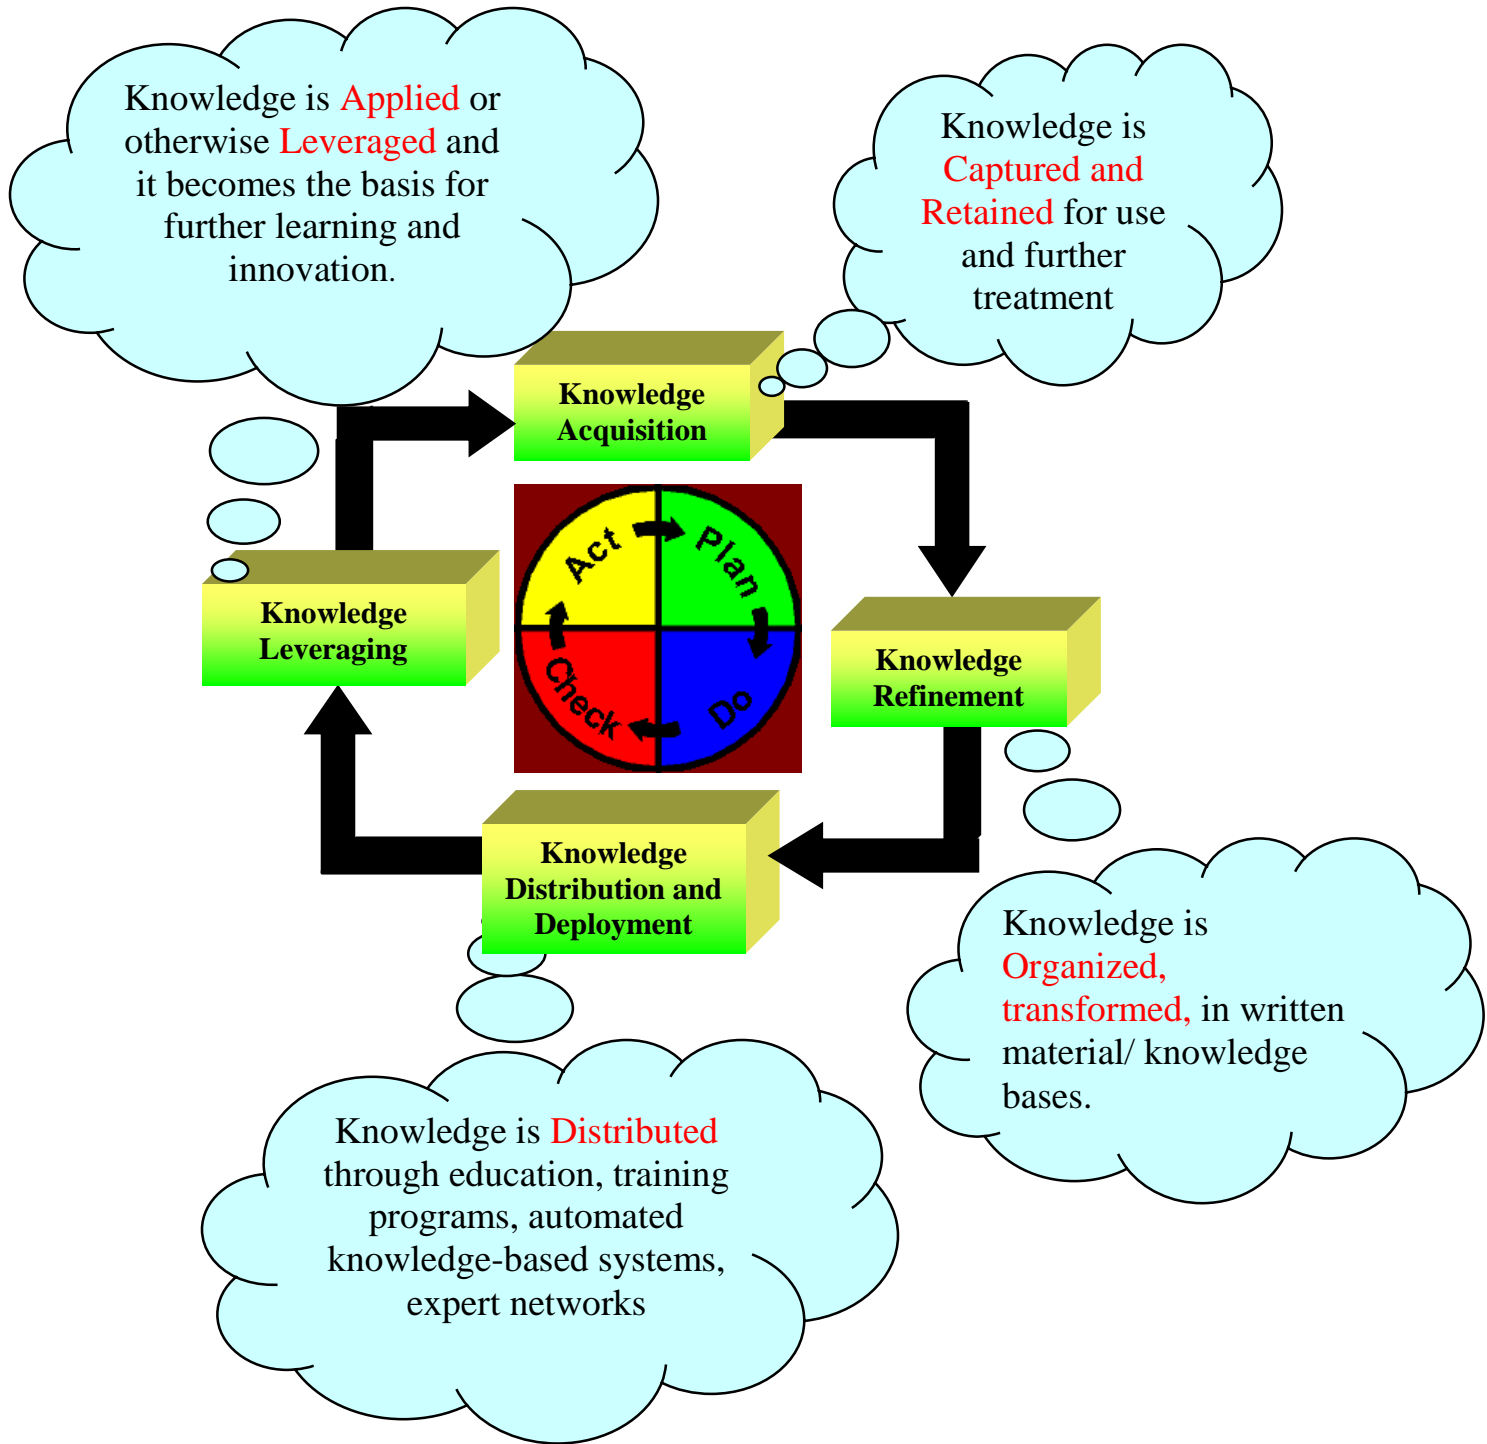 Knowledge is Applied or
otherwise Leveraged and
it becomes the basis for
further learning and
innovation.
Knowledge is
Captured and
Retained for use
and further
treatment
Knowledge
Acquisition
Act
Plan
Check
Do
Knowledge
Leveraging
Knowledge
Refinement
Knowledge
Distribution and
Deployment
Knowledge is
Organized,
transformed, in written
material/ knowledge
bases.
Knowledge is Distributed
through education, training
programs, automated
knowledge-based systems,
expert networks